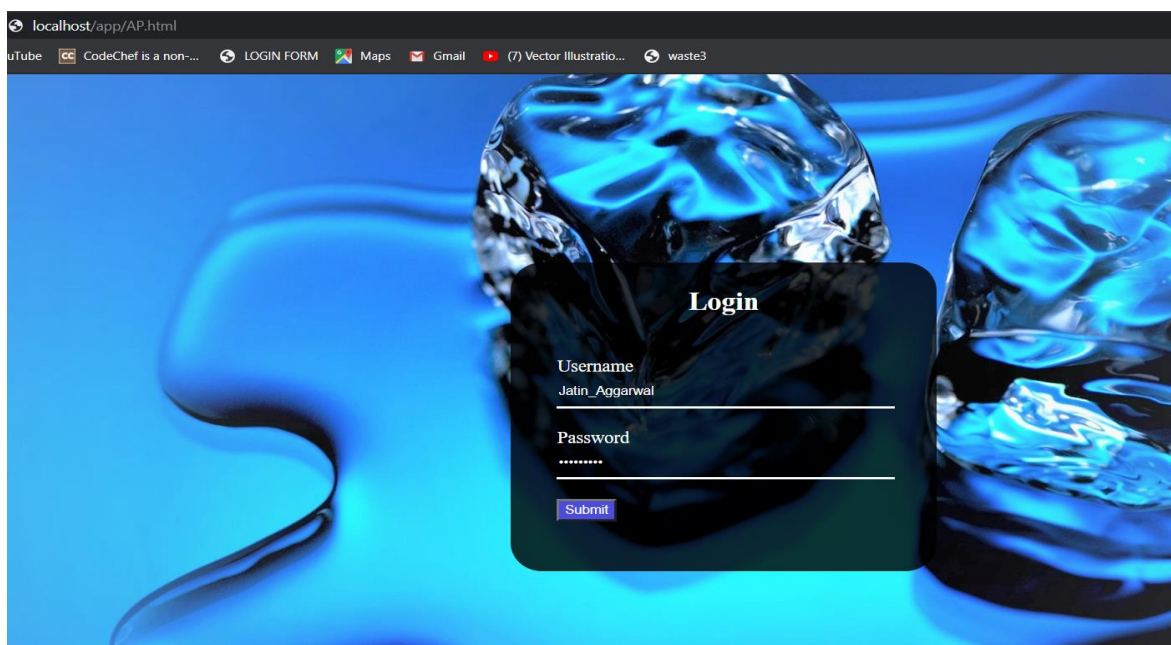 localhost/app/AP.html
uTube CC CodeChef is a non-... LOGIN FORM Maps Gmail (7) Vector Illustratio... waste3
Login
Username
Jatin_Aggarwal
Password
•••••••••
Submit